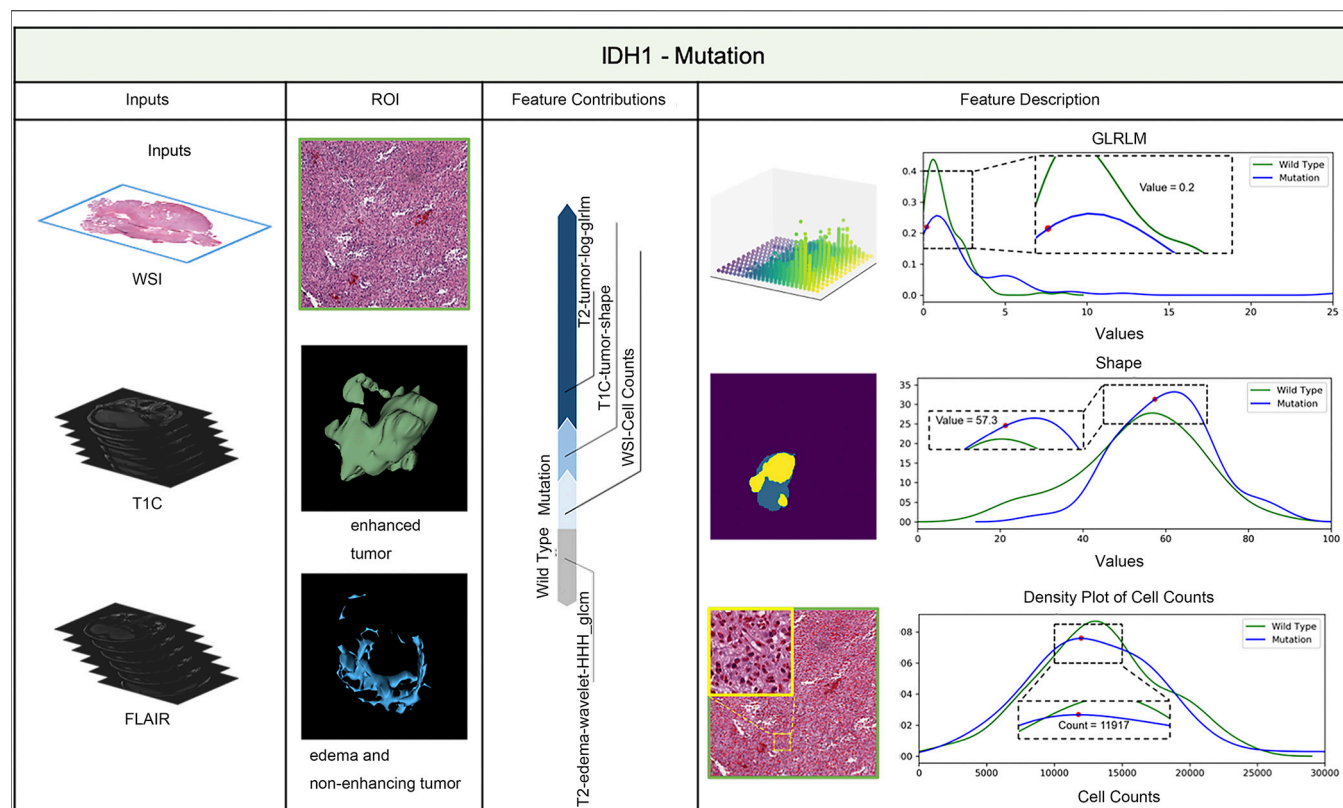 IDH1 - Mutation
Inputs
ROI
Feature Contributions
Feature Description
Inputs
WSI
T1C
FLAIR
enhanced
tumor
edema and
non-enhancing tumor
T2-tumor-log-glrlm
T1C-tumor-shape
WSI-Cell Counts
Mutation
Wild Type
T2-edema-wavelet-HHH_glcm
GLRLM
Wild Type
Mutation
Value = 0.2
0.4
0.3
0.2
0.1
0.0
0 5 10 15 20 25
Values
Shape
Wild Type
Mutation
Value = 57.3
35
30
25
20
15
10
05
00
0 20 40 60 80 100
Values
Density Plot of Cell Counts
Wild Type
Mutation
Count = 11917
08
06
04
02
00
0 5000 10000 15000 20000 25000 30000
Cell Counts